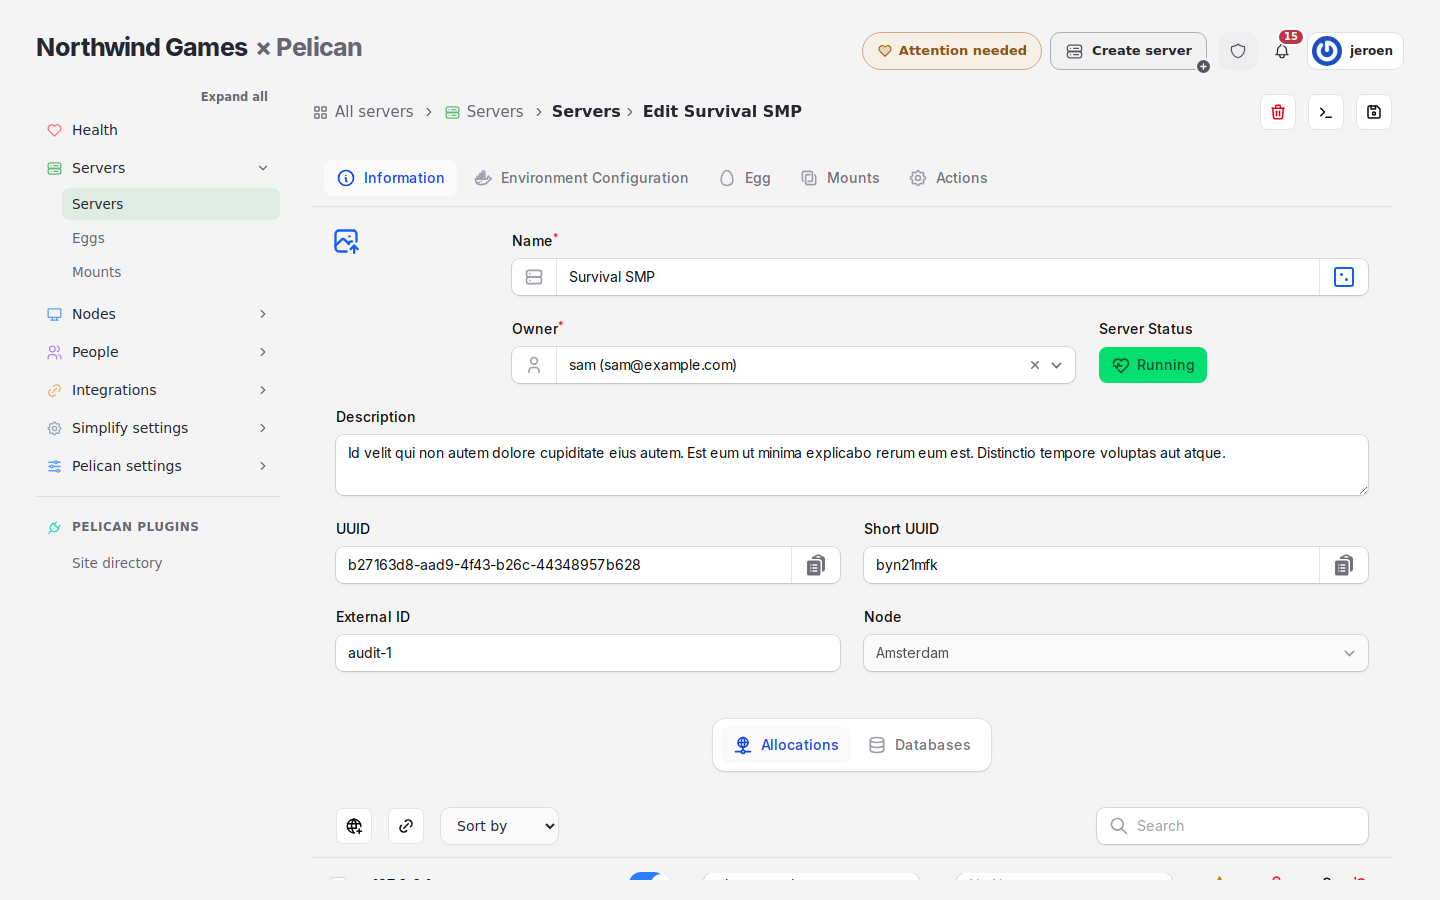 Northwind Games × Pelican
Attention needed
Create server
15
jeroen
Expand all
Health
Servers
Servers
Eggs
Mounts
Nodes
People
Integrations
Simplify settings
Pelican settings
PELICAN PLUGINS
Site directory
All servers > Servers > Servers > Edit Survival SMP
Information
Environment Configuration
Egg
Mounts
Actions
Name*
Survival SMP
Owner*
sam (sam@example.com)
Server Status
Running
Description
Id velit qui non autem dolore cupiditate eius autem. Est eum ut minima explicabo rerum eum est. Distinctio tempore voluptas aut atque.
UUID
b27163d8-aad9-4f43-b26c-44348957b628
Short UUID
byn21mfk
External ID
audit-1
Node
Amsterdam
Allocations
Databases
Sort by
Search